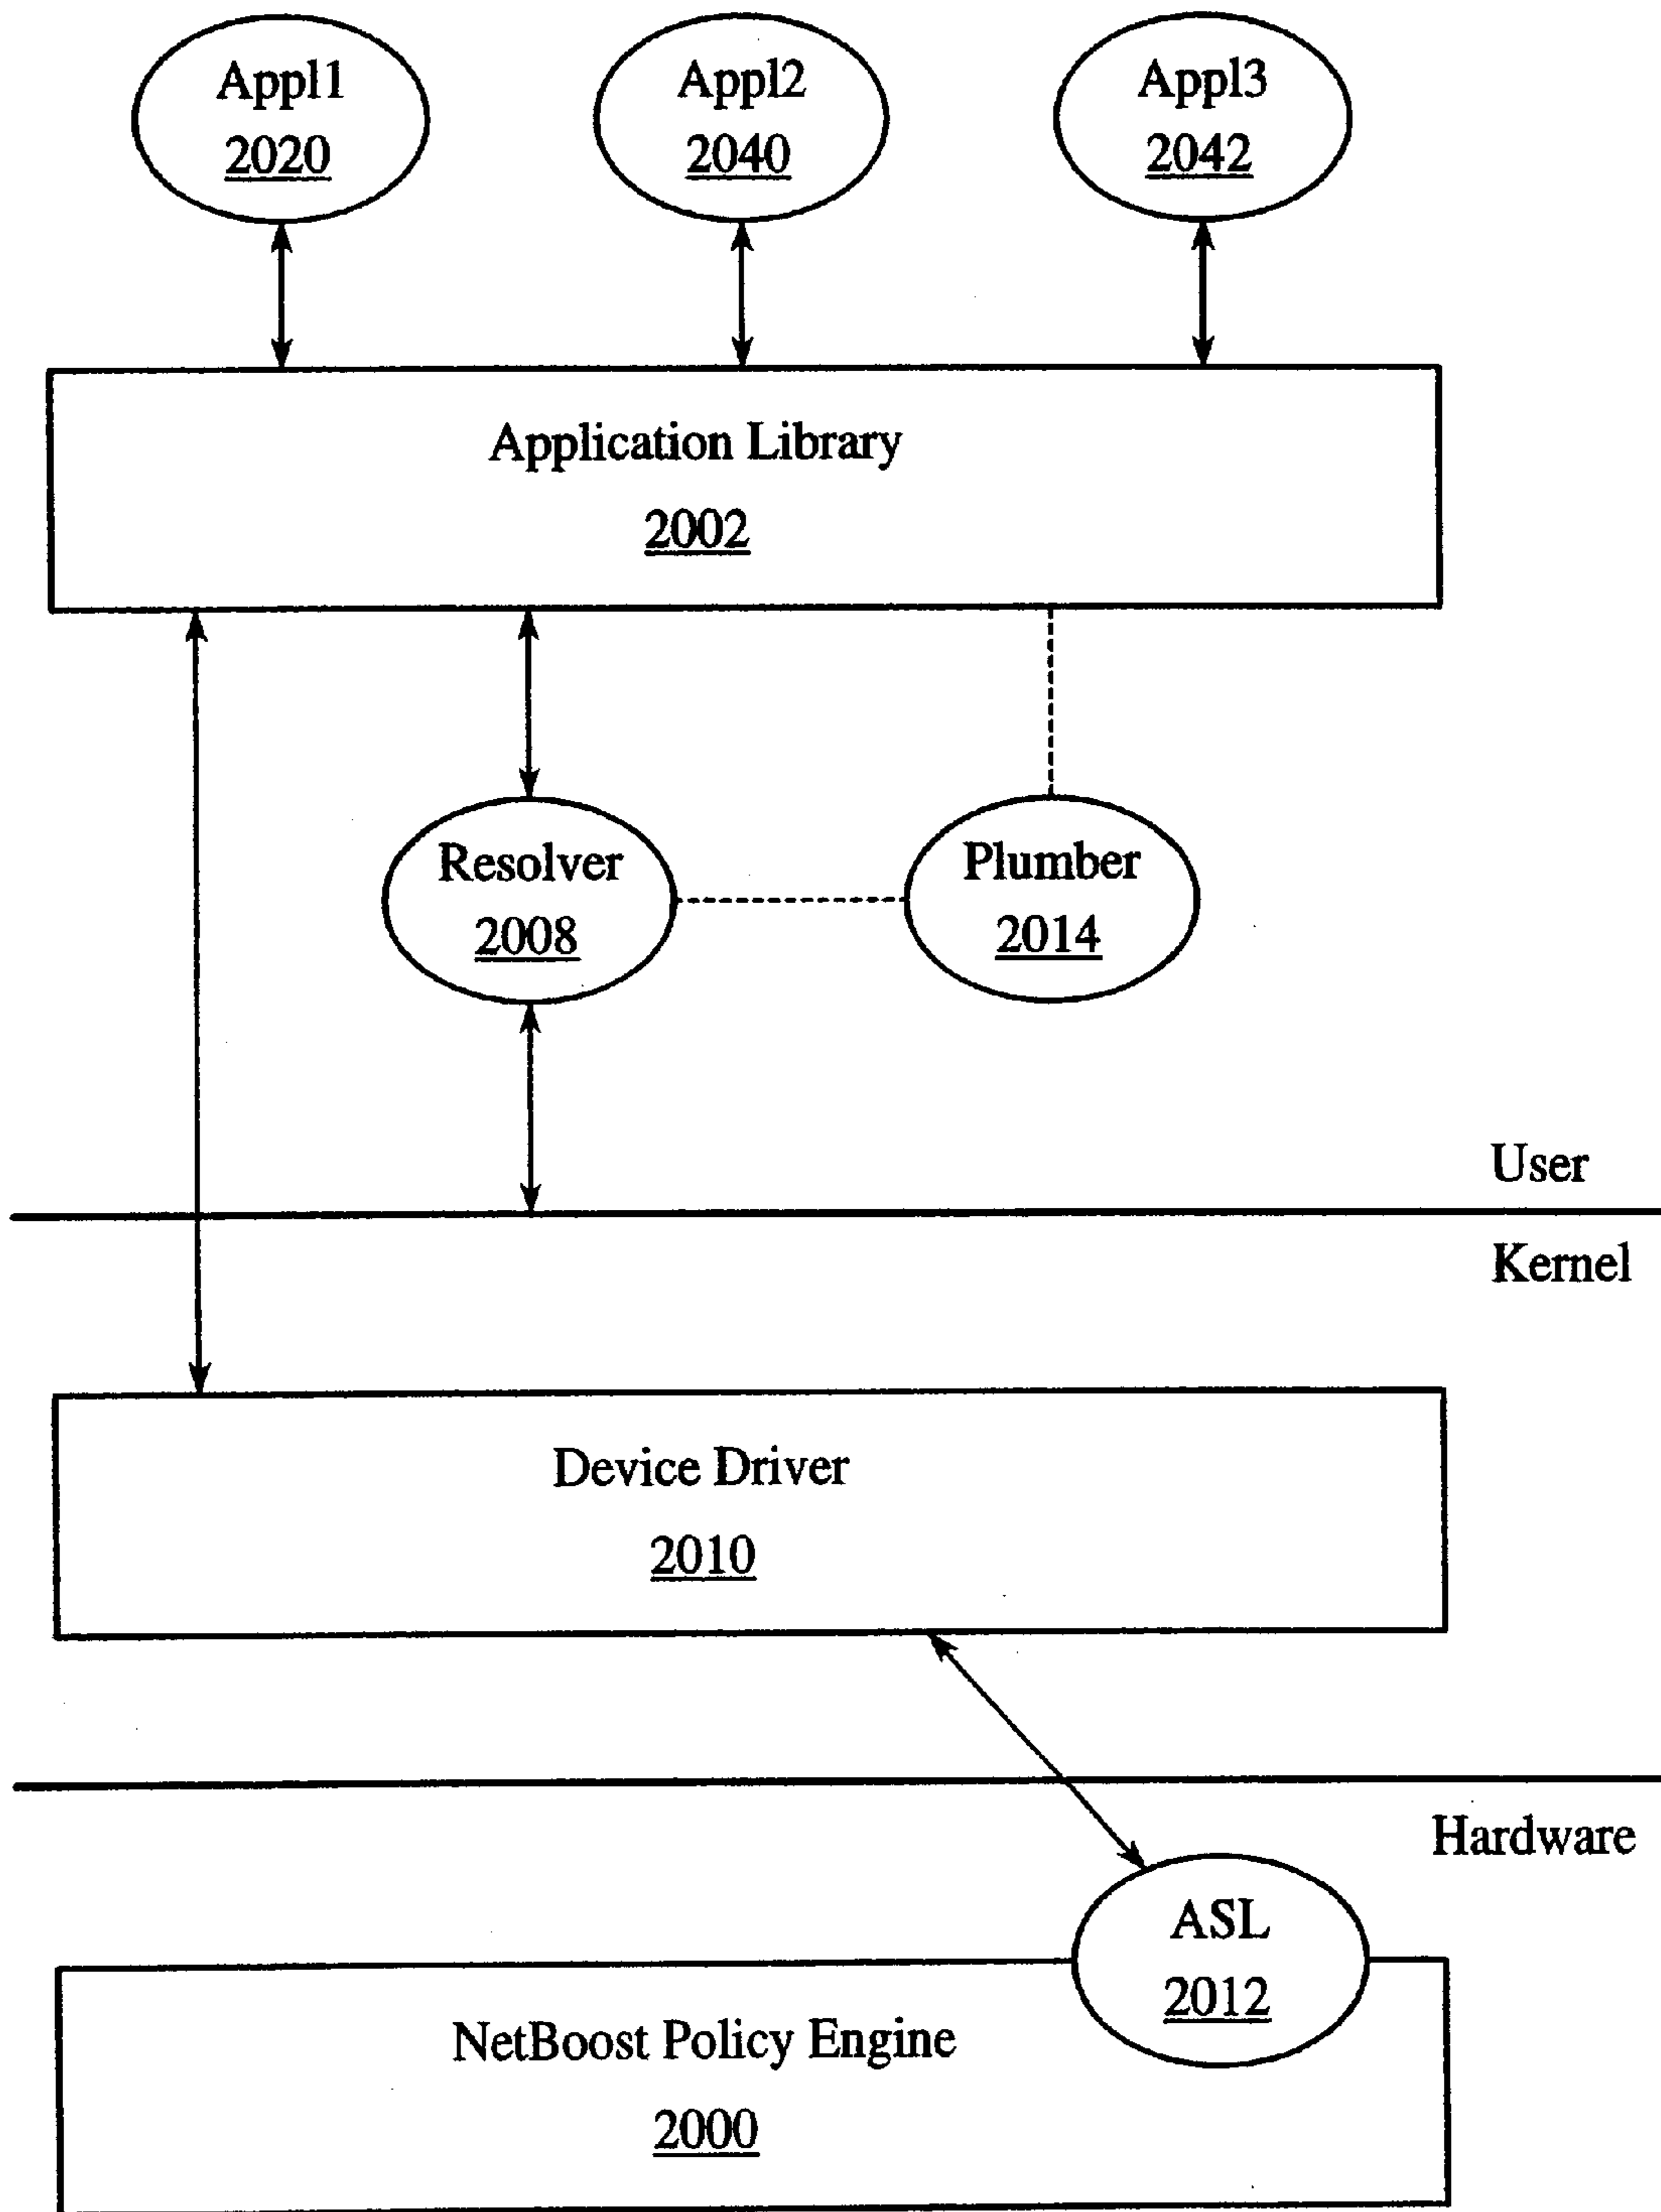 Appl1
2020
Appl2
2040
Appl3
2042
Application Library
2002
Resolver
2008
Plumber
2014
User
Kernel
Device Driver
2010
Hardware
ASL
2012
NetBoost Policy Engine
2000